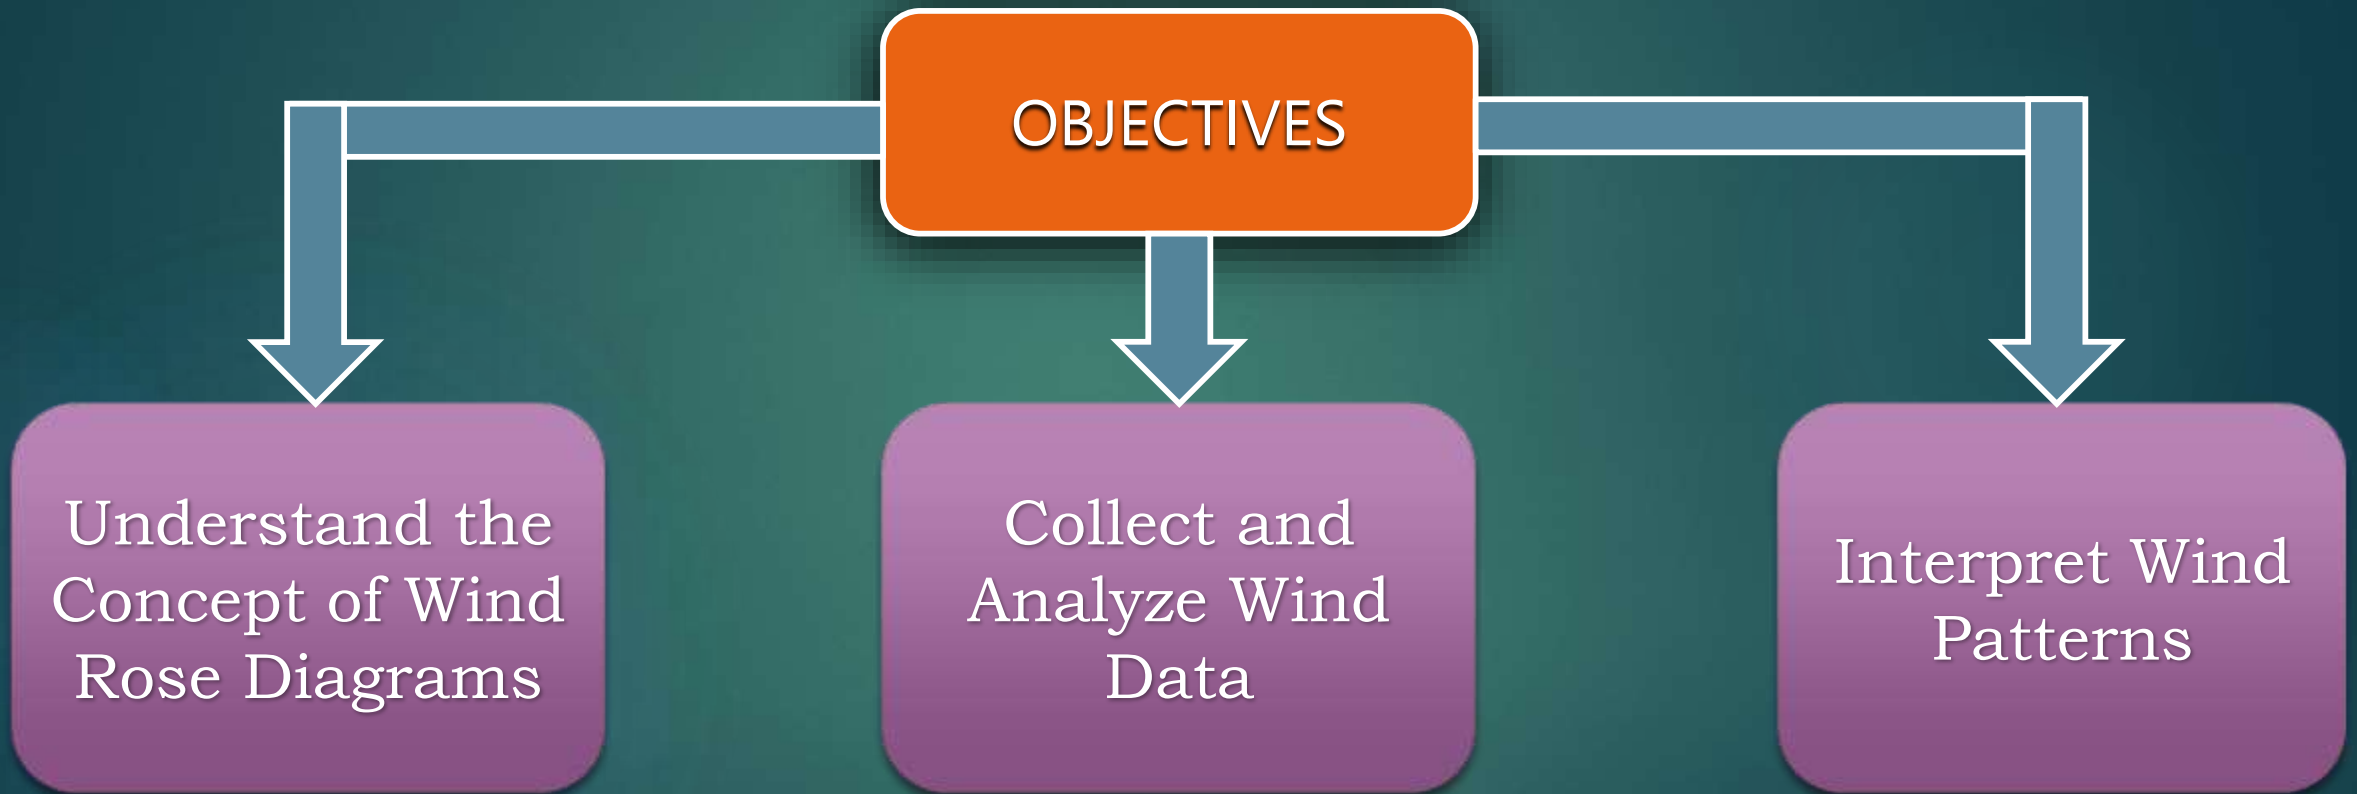 OBJECTIVES
Understand the
Concept of Wind
Rose Diagrams
Collect and
Analyze Wind
Data
Interpret Wind
Patterns